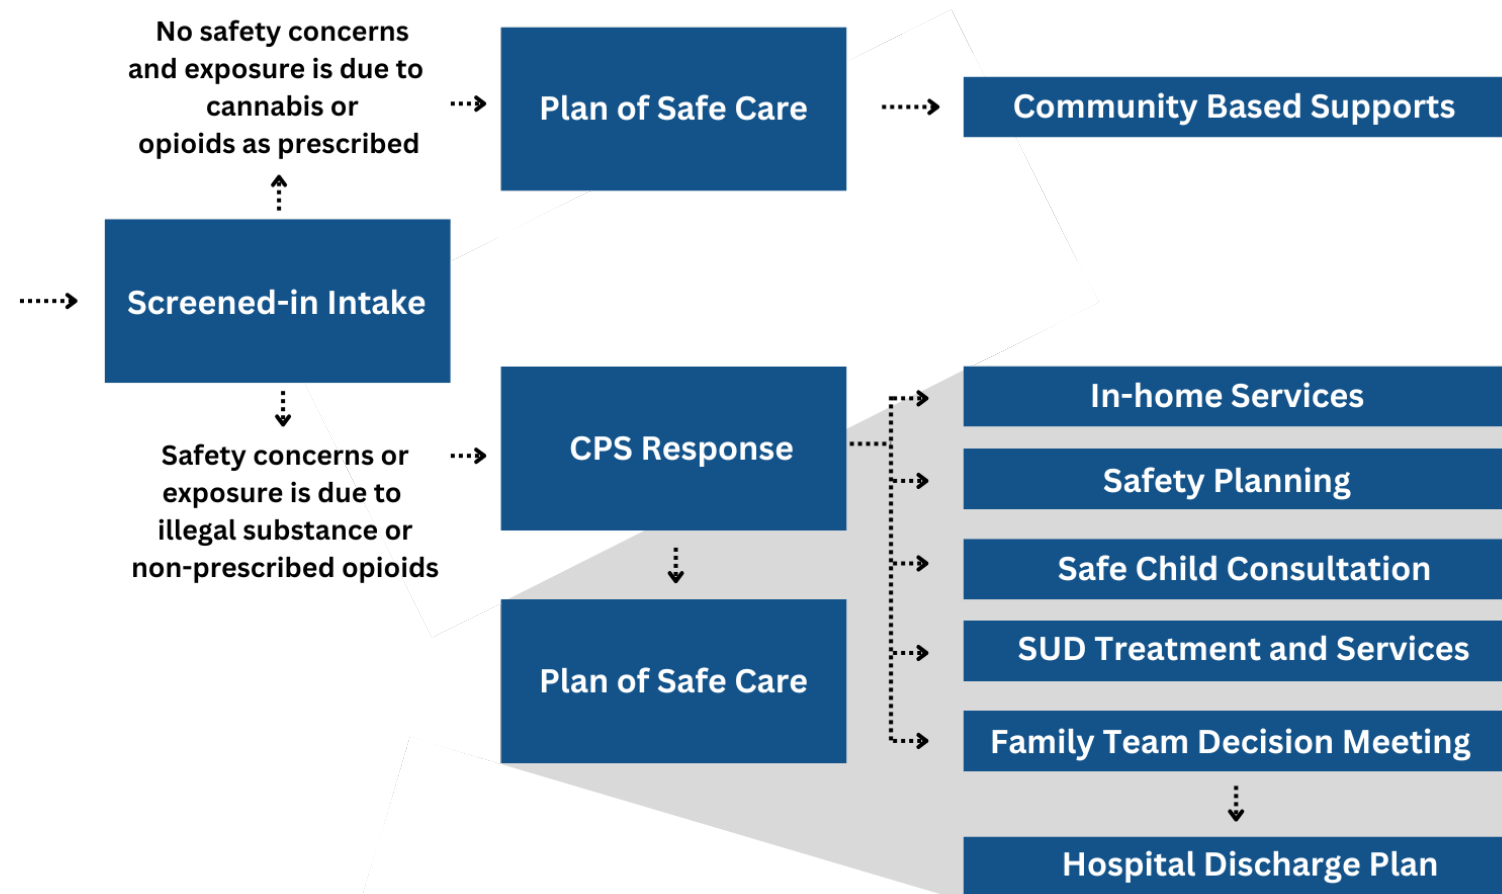 No safety concerns
and exposure is due to
cannabis or
opioids as prescribed
Plan of Safe Care
Community Based Supports
Screened-in Intake
Safety concerns or
exposure is due to
illegal substance or
non-prescribed opioids
CPS Response
Plan of Safe Care
In-home Services
Safety Planning
Safe Child Consultation
SUD Treatment and Services
Family Team Decision Meeting
Hospital Discharge Plan